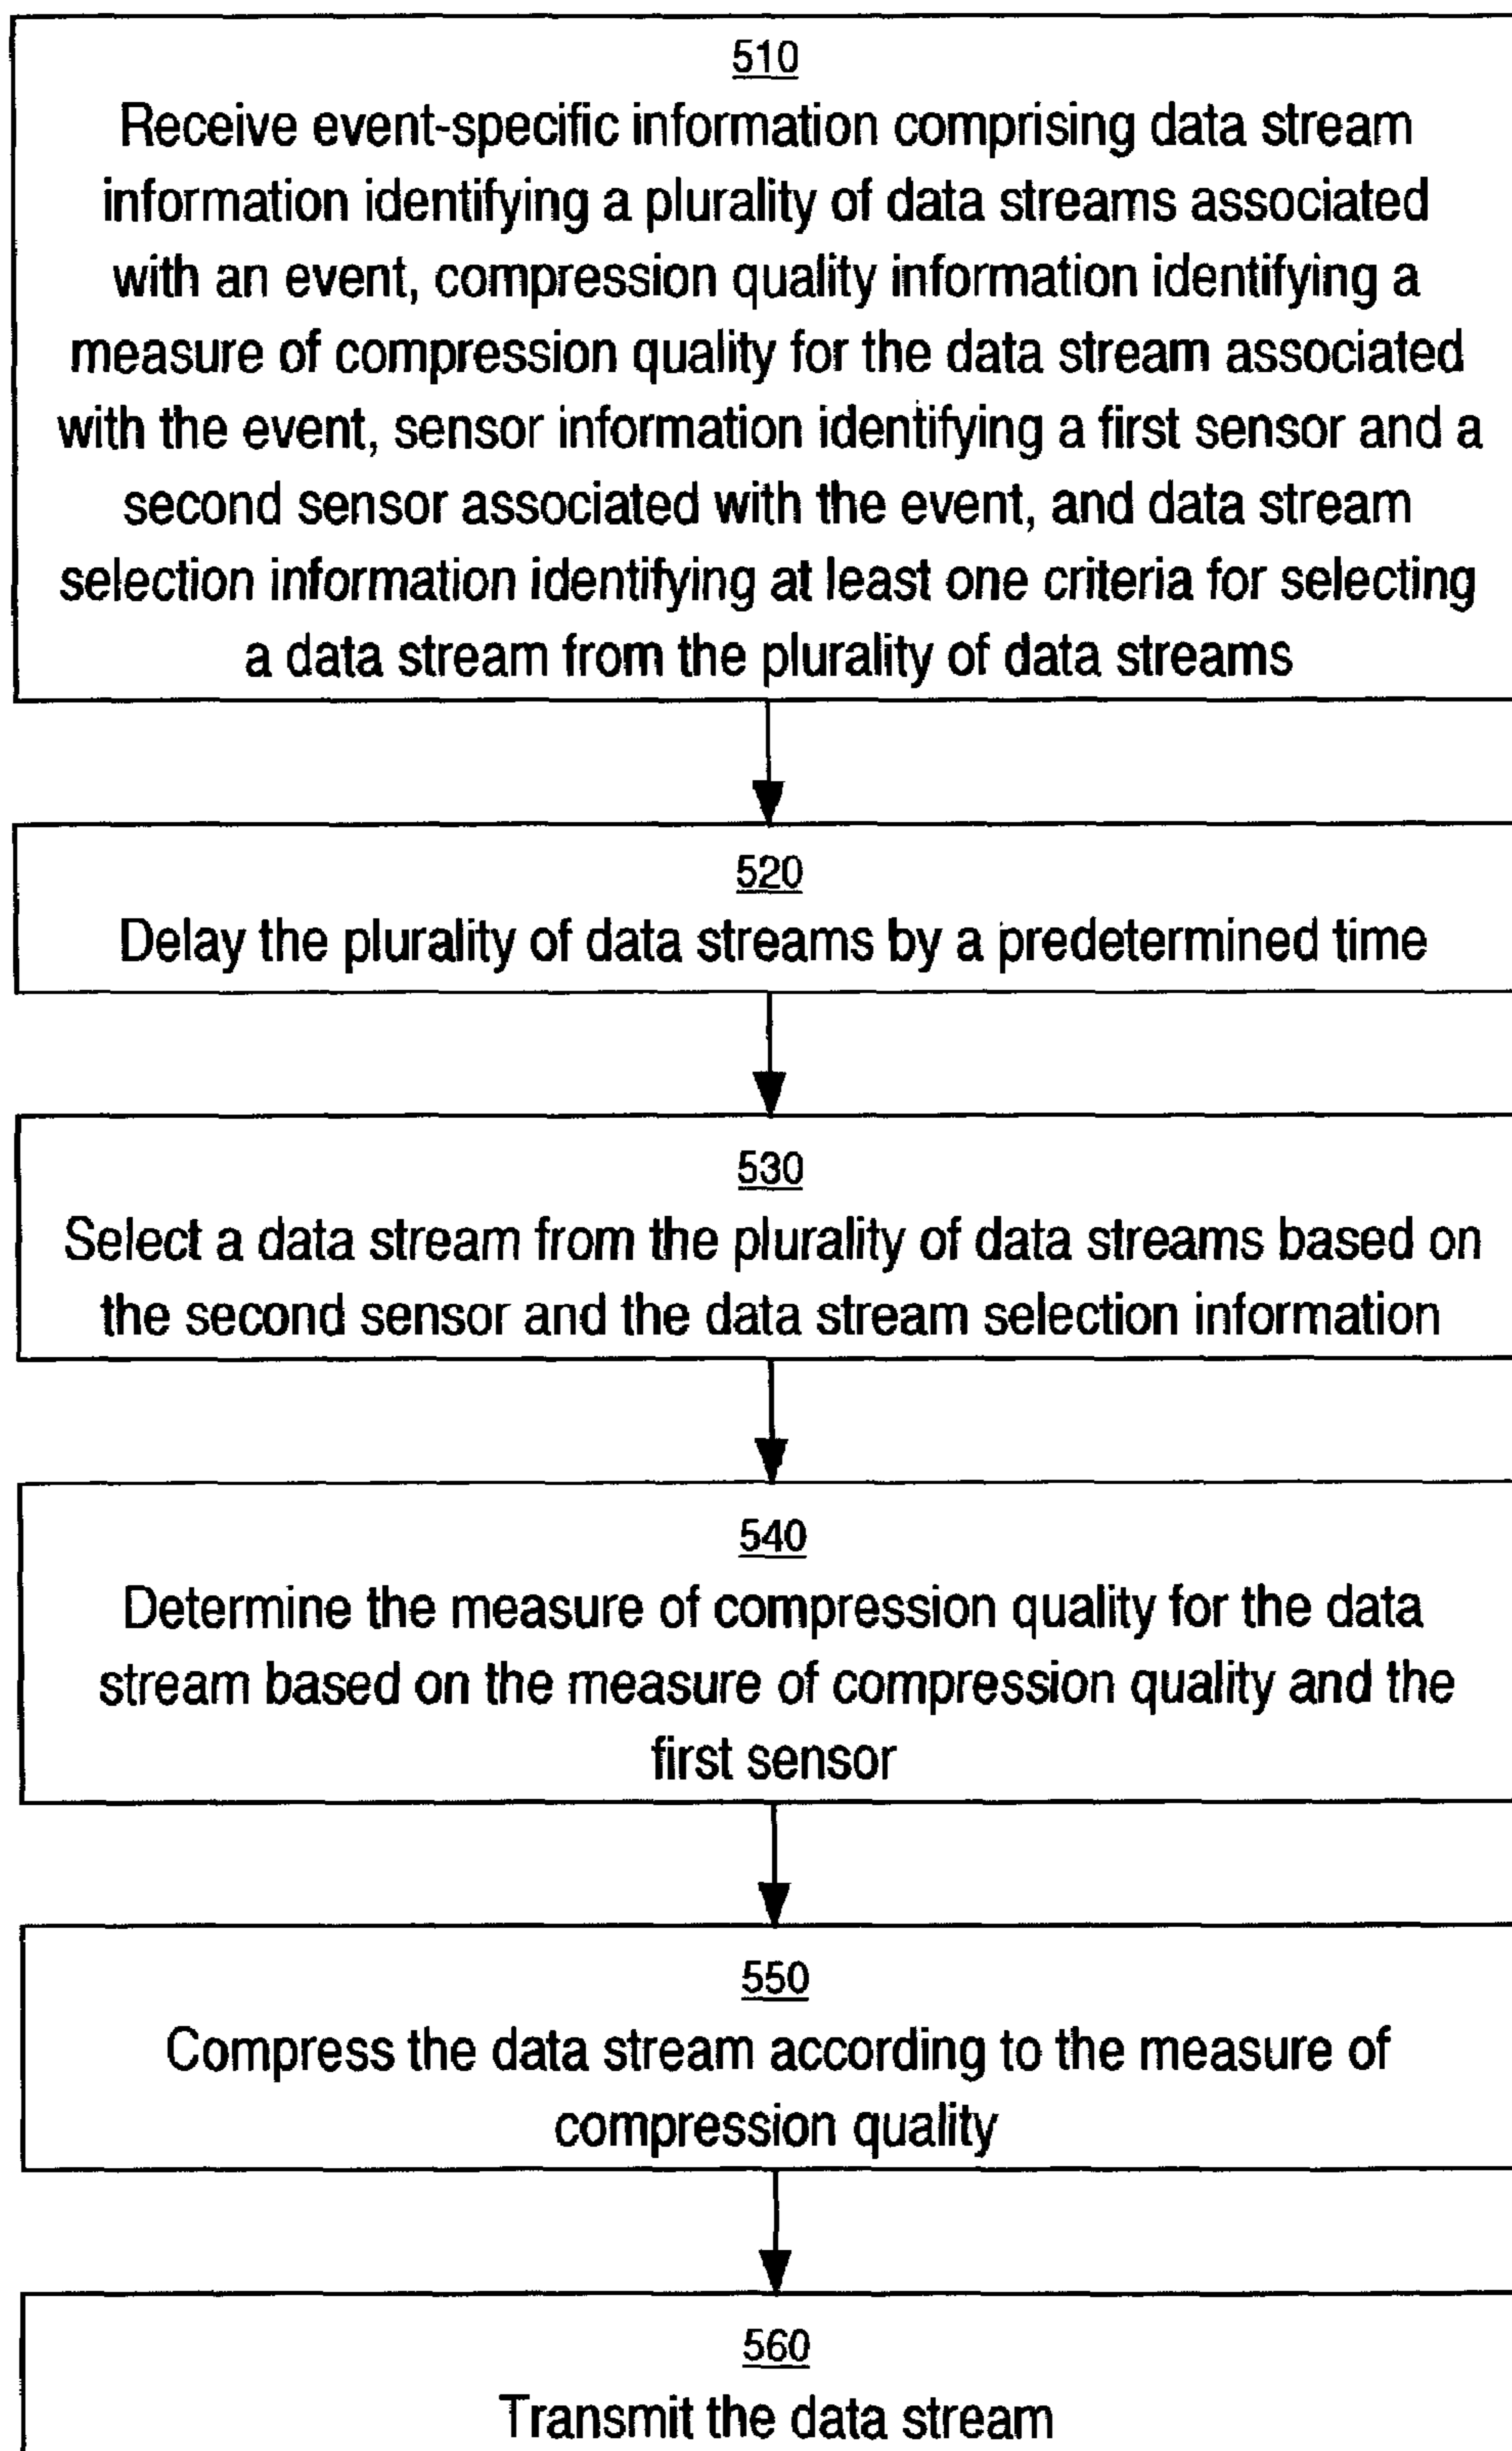 510
Receive event-specific information comprising data stream
information identifying a plurality of data streams associated
with an event, compression quality information identifying a
measure of compression quality for the data stream associated
with the event, sensor information identifying a first sensor and a
second sensor associated with the event, and data stream
selection information identifying at least one criteria for selecting
a data stream from the plurality of data streams
520
Delay the plurality of data streams by a predetermined time
530
Select a data stream from the plurality of data streams based on
the second sensor and the data stream selection information
540
Determine the measure of compression quality for the data
stream based on the measure of compression quality and the
first sensor
550
Compress the data stream according to the measure of
compression quality
560
Transmit the data stream